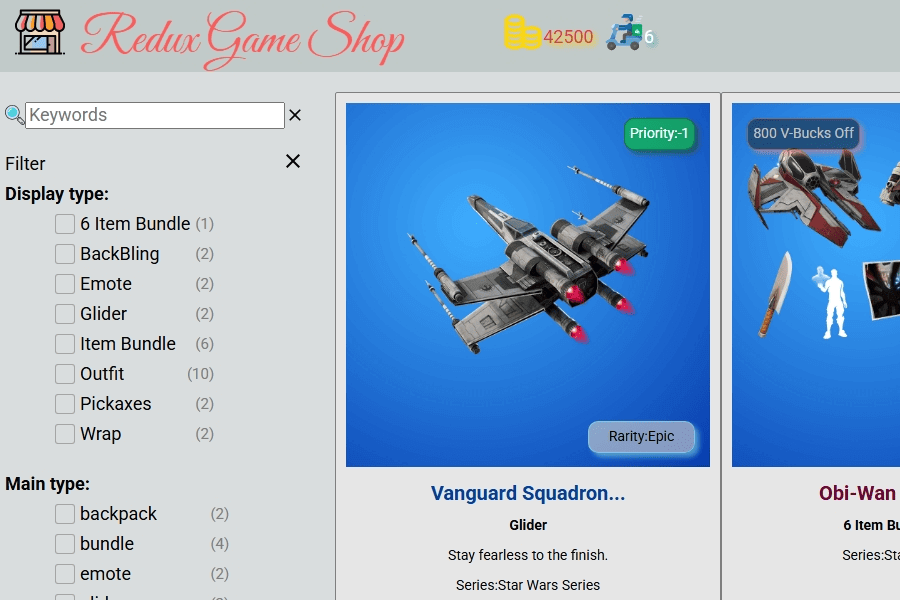 Redux Game Shop
42500
6
Keywords
Filter
Display type:
6 Item Bundle (1)
BackBling (2)
Emote (2)
Glider (2)
Item Bundle (6)
Outfit (10)
Pickaxes (2)
Wrap (2)
Main type:
backpack (2)
bundle (4)
emote (2)
Priority:-1
Rarity:Epic
Vanguard Squadron...
Glider
Stay fearless to the finish.
Series:Star Wars Series
800 V-Bucks Off
Obi-Wan
6 Item Bu
Series:Sta